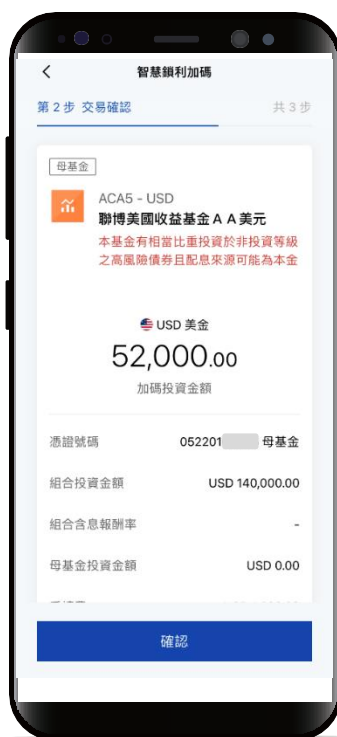 智慧鎖利加碼
第 2 步 交易確認
共 3 步
母基金
ACA5 - USD
聯博美國收益基金ＡＡ美元
本基金有相當比重投資於非投資等級
之高風險債券且配息來源可能為本金
USD 美金
52,000.00
加碼投資金額
憑證號碼 052201 母基金
組合投資金額 USD 140,000.00
組合含息報酬率 -
母基金投資金額 USD 0.00
確認